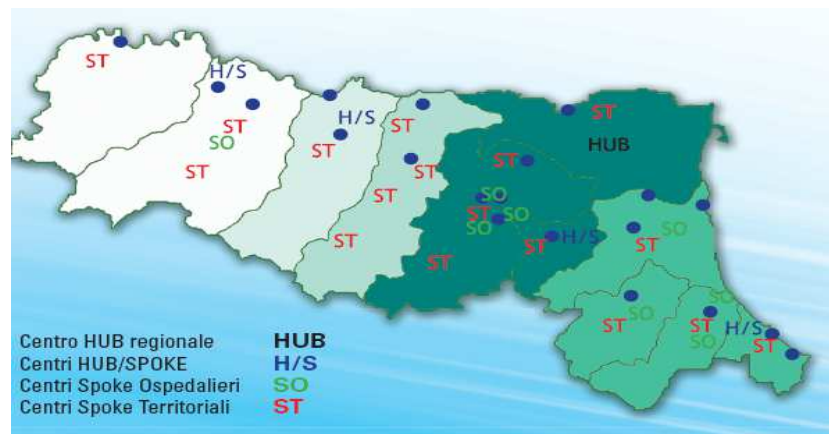 ST
H/S
ST
SO
ST
H/S
ST
ST
ST
ST
ST
ST
HUB
ST
SO
ST
SO
SO
ST
H/S
ST
SO
ST
SO
ST
SO
ST
SO
H/S
ST
Centro HUB regionale HUB
Centri HUB/SPOKE H/S
Centri Spoke Ospedalieri SO
Centri Spoke Territoriali ST